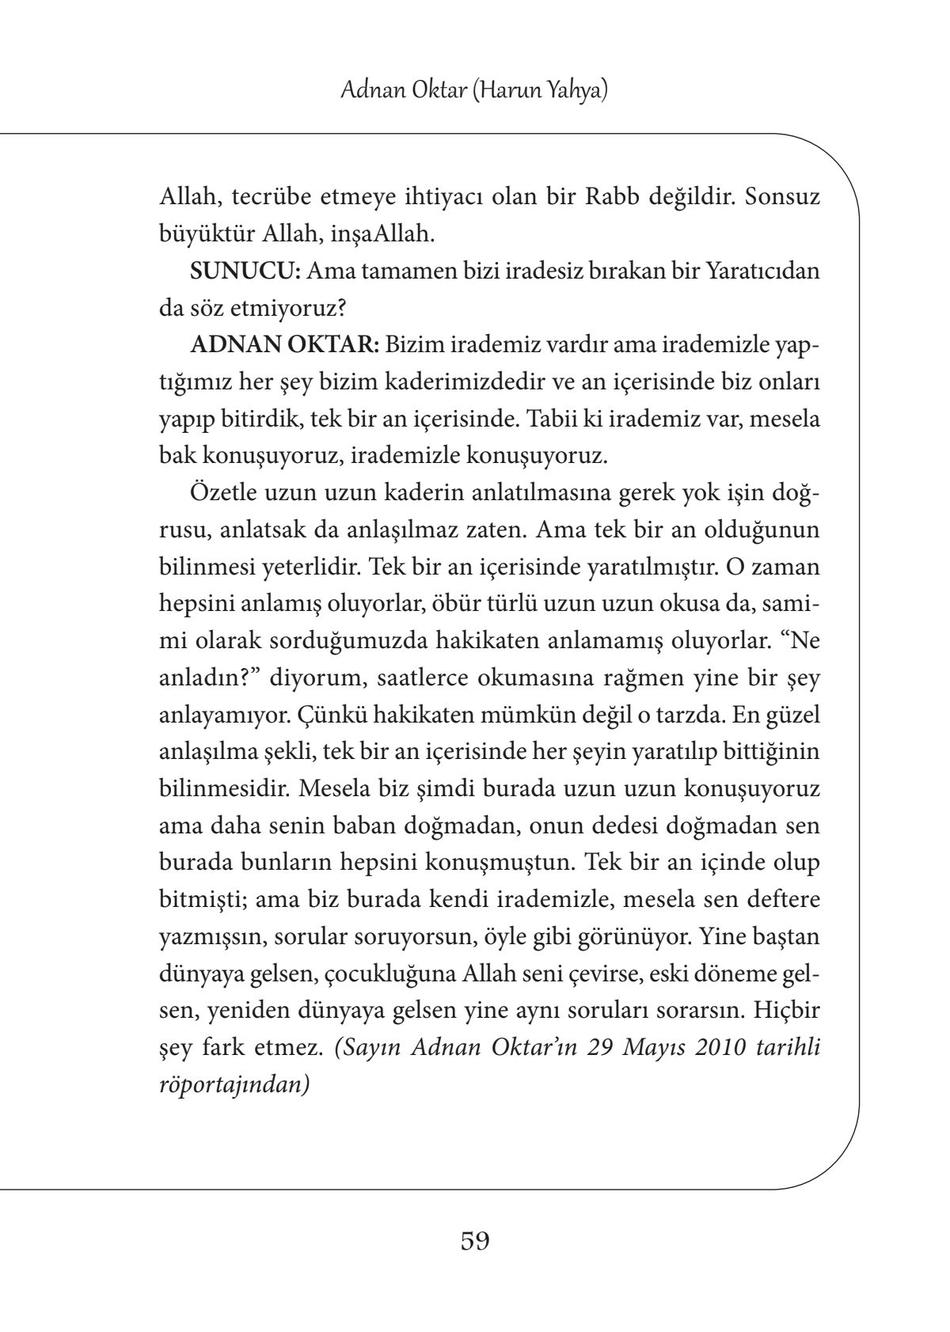 Adnan Oktar (Harun Yahya)
Allah, tecrübe etmeye ihtiyacı olan bir Rabb değildir. Sonsuz
büyüktür Allah, inşaAllah.
SUNUCU: Ama tamamen bizi iradesiz bırakan bir Yaratıcıdan
da söz etmiyoruz?
ADNAN OKTAR: Bizim irademiz vardır ama irademizle yap-
tığımız her şey bizim kaderimizdedir ve an içerisinde biz onları
yapıp bitirdik, tek bir an içerisinde. Tabii ki irademiz var, mesela
bak konuşuyoruz, irademizle konuşuyoruz.
Özetle uzun uzun kaderin anlatılmasına gerek yok işin doğ-
rusu, anlatsak da anlaşılmaz zaten. Ama tek bir an olduğunun
bilinmesi yeterlidir. Tek bir an içerisinde yaratılmıştır. O zaman
hepsini anlamış oluyorlar, öbür türlü uzun uzun okusa da, sami-
mi olarak sorduğumuzda hakikaten anlamamış oluyorlar. “Ne
anladın?” diyorum, saatlerce okumasına rağmen yine bir şey
anlayamıyor. Çünkü hakikaten mümkün değil o tarzda. En güzel
anlaşılma şekli, tek bir an içerisinde her şeyin yaratılıp bittiğinin
bilinmesidir. Mesela biz şimdi burada uzun uzun konuşuyoruz
ama daha senin baban doğmadan, onun dedesi doğmadan sen
burada bunların hepsini konuşmuştun. Tek bir an içinde olup
bitmişti; ama biz burada kendi irademizle, mesela sen deftere
yazmışsın, sorular soruyorsun, öyle gibi görünüyor. Yine baştan
dünyaya gelsen, çocukluğuna Allah seni çevirse, eski döneme gel-
sen, yeniden dünyaya gelsen yine aynı soruları sorarsın. Hiçbir
şey fark etmez. (Sayın Adnan Oktar’ın 29 Mayıs 2010 tarihli
röportajından)
59